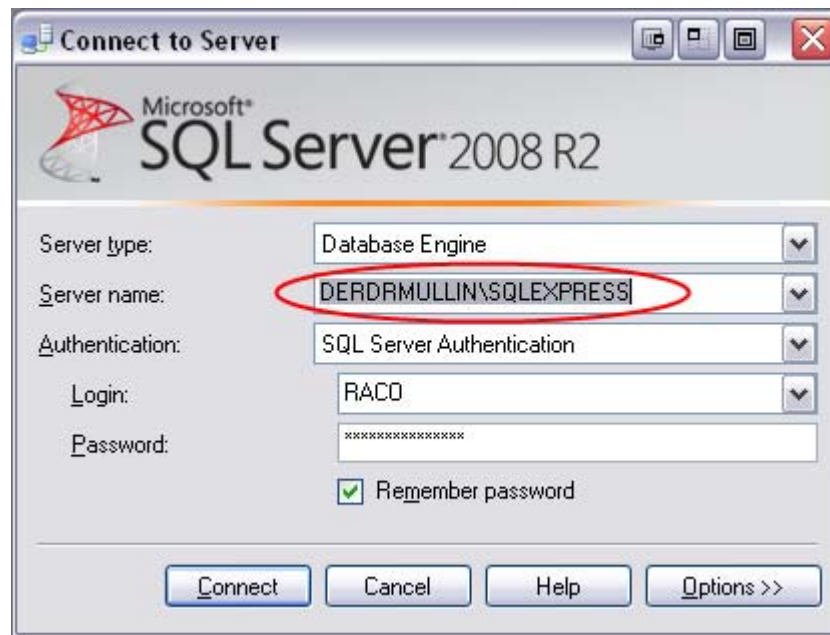 Connect to Server
Microsoft®
SQL Server® 2008 R2
Server type: Database Engine
Server name: DERDRMULLIN\SQLEXPRESS
Authentication: SQL Server Authentication
Login: RACO
Password: ***************
Remember password
Connect Cancel Help Options >>